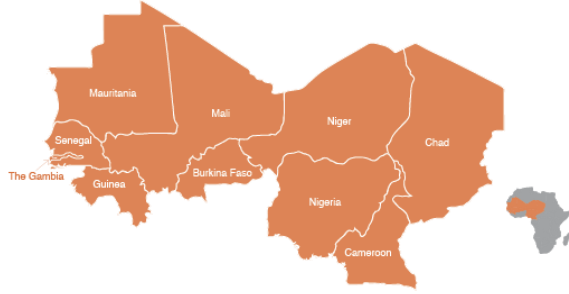 Mauritania
Mali
Niger
Chad
Senegal
The Gambia
Guinea
Burkina Faso
Nigeria
Cameroon